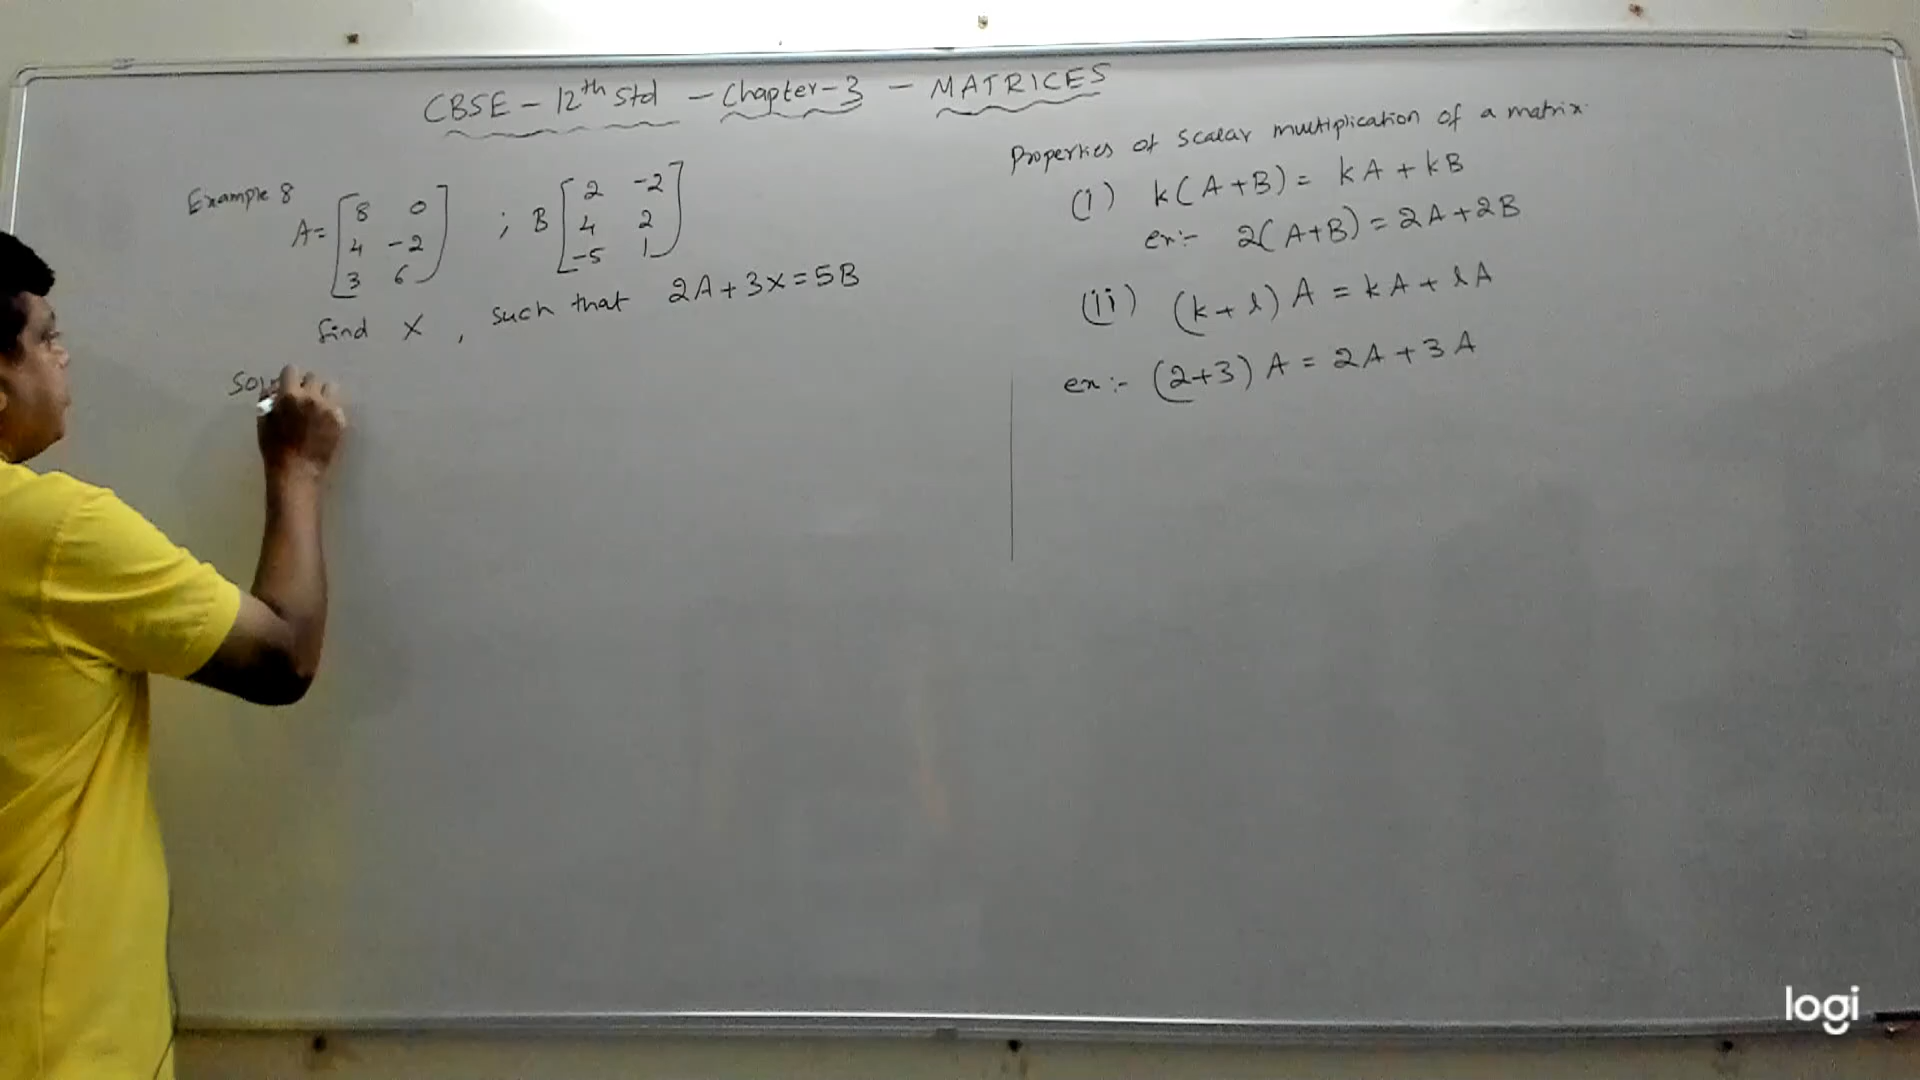 CBSE - 12th Std - Chapter-3 - MATRICES
Example 8
A= [ 8 0 ] ; B [ 2 -2 ]
[ 4 -2 ] [ 4 2 ]
[ 3 6 ] [ -5 1 ]
find X , such that 2A+3X=5B
Properties of scalar multiplication of a matrix
(i) k(A+B) = kA + kB
ex:- 2(A+B) = 2A+2B
(ii) (k+l)A = kA + lA
ex:- (2+3)A = 2A+3A
logi